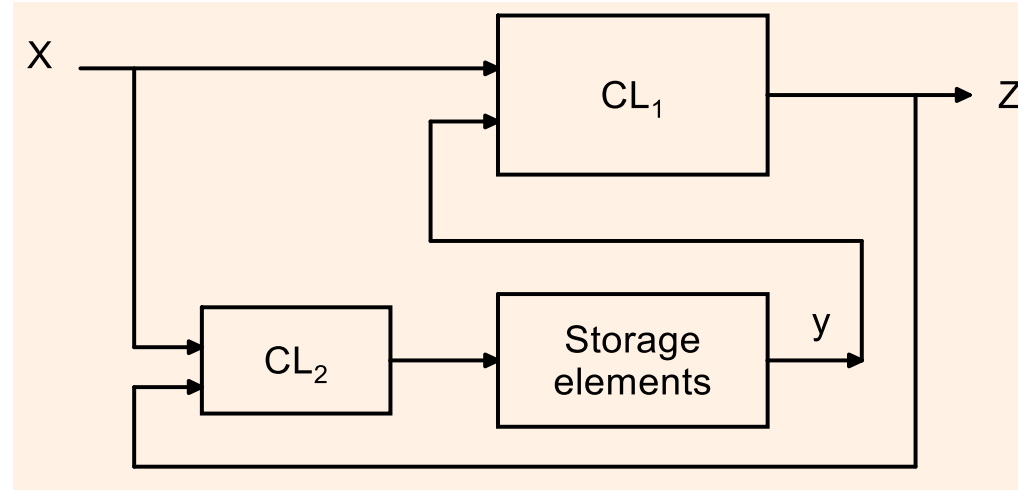 X
CL₁
Z
y
CL₂
Storage
elements